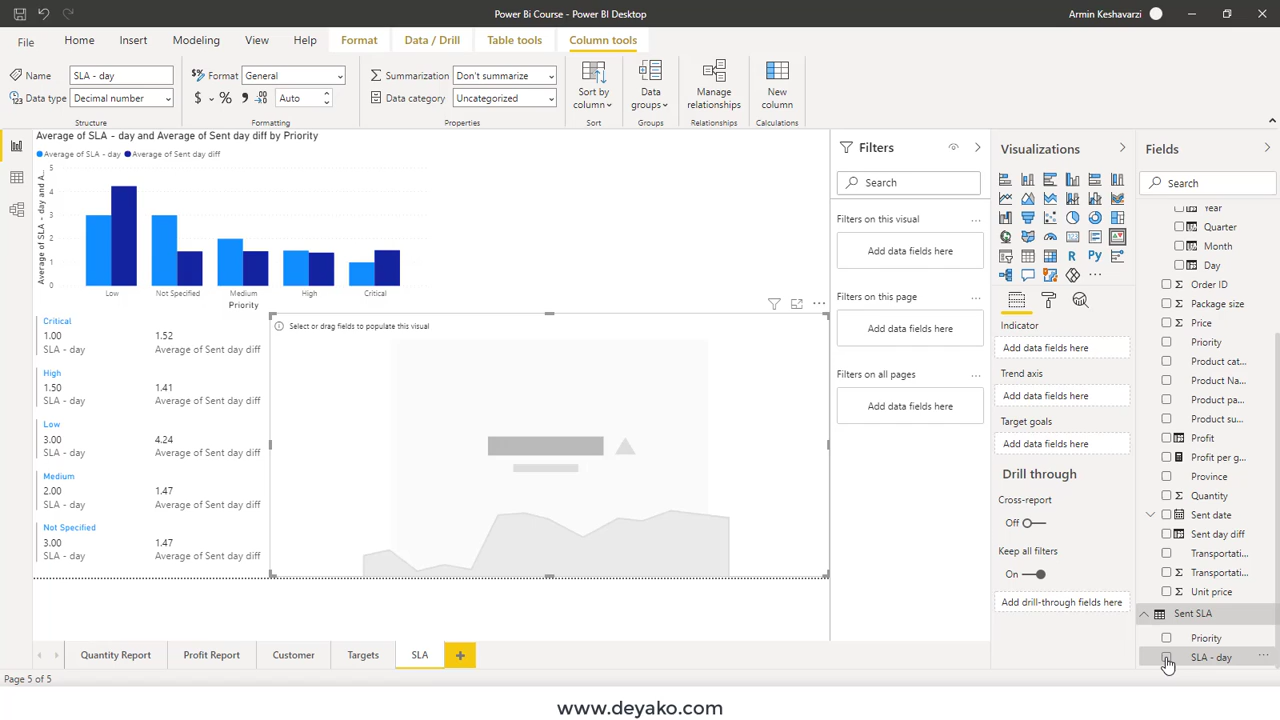 Power Bi Course - Power BI Desktop
Armin Keshavarzi
File Home Insert Modeling View Help Format Data / Drill Table tools Column tools
Name SLA - day
Data type Decimal number
Structure
Format General
$ % Auto
Formatting
Summarization Don't summarize
Data category Uncategorized
Properties
Sort by column
Sort
Data groups
Groups
Manage relationships
Relationships
New column
Calculations
Average of SLA - day and Average of Sent day diff by Priority
Average of SLA - day Average of Sent day diff
Average of SLA - day and A...
5
4
3
2
1
0
Low Not Specified Medium High Critical
Priority
Critical
1.00 1.52
SLA - day Average of Sent day diff
High
1.50 1.41
SLA - day Average of Sent day diff
Low
3.00 4.24
SLA - day Average of Sent day diff
Medium
2.00 1.47
SLA - day Average of Sent day diff
Not Specified
3.00 1.47
SLA - day Average of Sent day diff
Select or drag fields to populate this visual
Filters
Search
Filters on this visual ...
Add data fields here
Filters on this page ...
Add data fields here
Filters on all pages ...
Add data fields here
Visualizations
R Py
Indicator
Add data fields here
Trend axis
Add data fields here
Target goals
Add data fields here
Drill through
Cross-report
Off
Keep all filters
On
Add drill-through fields here
Fields
Search
Year
Quarter
Month
Day
Order ID
Package size
Price
Priority
Product cat...
Product Na...
Product pa...
Product su...
Profit
Profit per g...
Province
Quantity
Sent date
Sent day diff
Transportati...
Transportati...
Unit price
Sent SLA
Priority
SLA - day ...
Quantity Report Profit Report Customer Targets SLA
Page 5 of 5
www.deyako.com